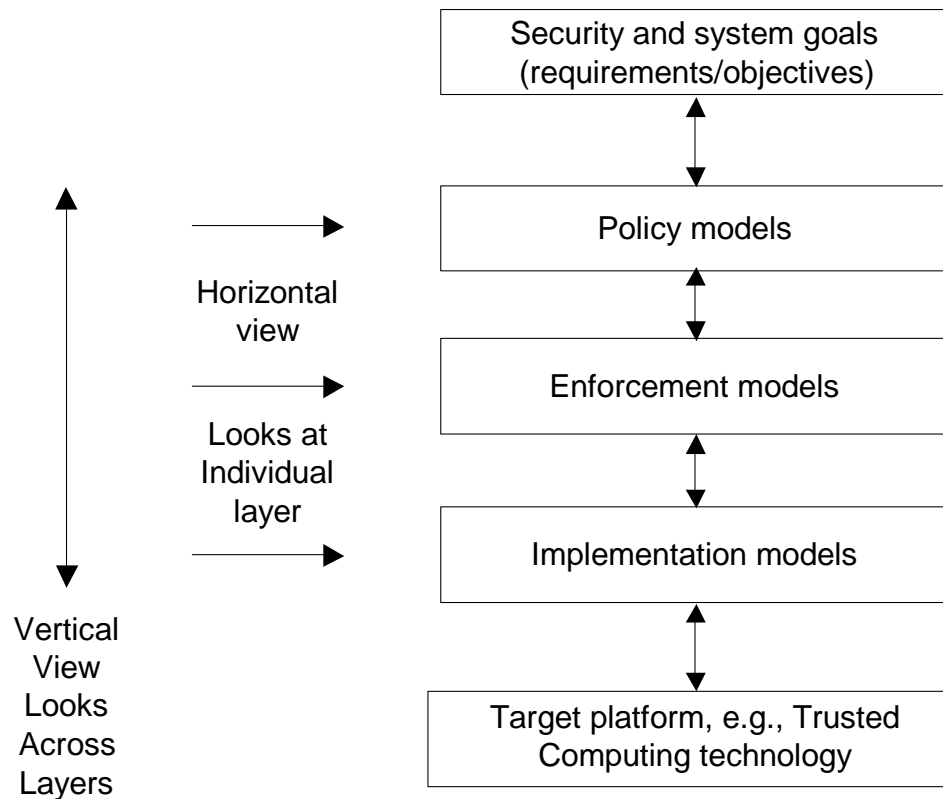 Security and system goals
(requirements/objectives)
Policy models
Horizontal
view
Enforcement models
Looks at
Individual
layer
Implementation models
Vertical
View
Looks
Across
Layers
Target platform, e.g., Trusted
Computing technology